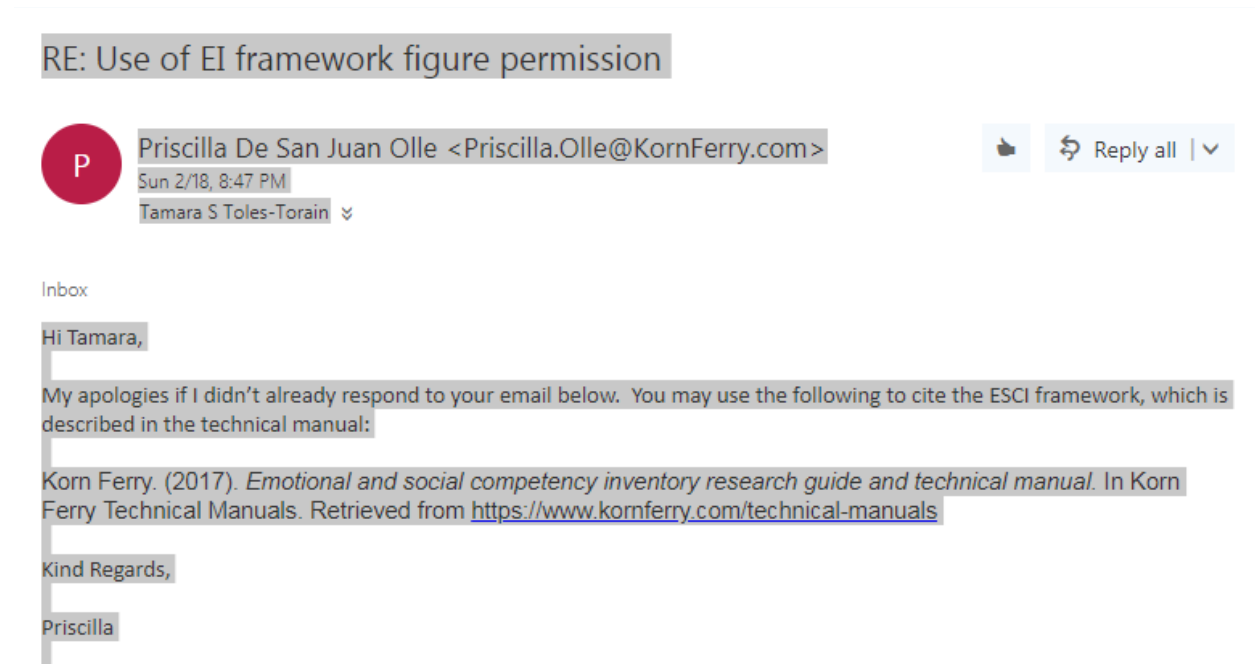 RE: Use of EI framework figure permission
P
Priscilla De San Juan Olle <Priscilla.Olle@KornFerry.com>
Reply all
Sun 2/18, 8:47 PM
Tamara S Toles-Torain
Inbox
Hi Tamara,
My apologies if I didn't already respond to your email below.  You may use the following to cite the ESCI framework, which is
described in the technical manual:
Korn Ferry. (2017). Emotional and social competency inventory research guide and technical manual. In Korn
Ferry Technical Manuals. Retrieved from https://www.kornferry.com/technical-manuals
Kind Regards,
Priscilla